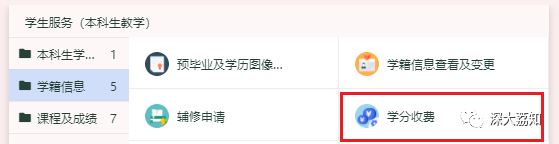 学生服务（本科生教学）
本科生学... 1
预毕业及学历图像...
学籍信息查看及变更
学籍信息 5
辅修申请
学分收费
深大荔知
课程及成绩 7